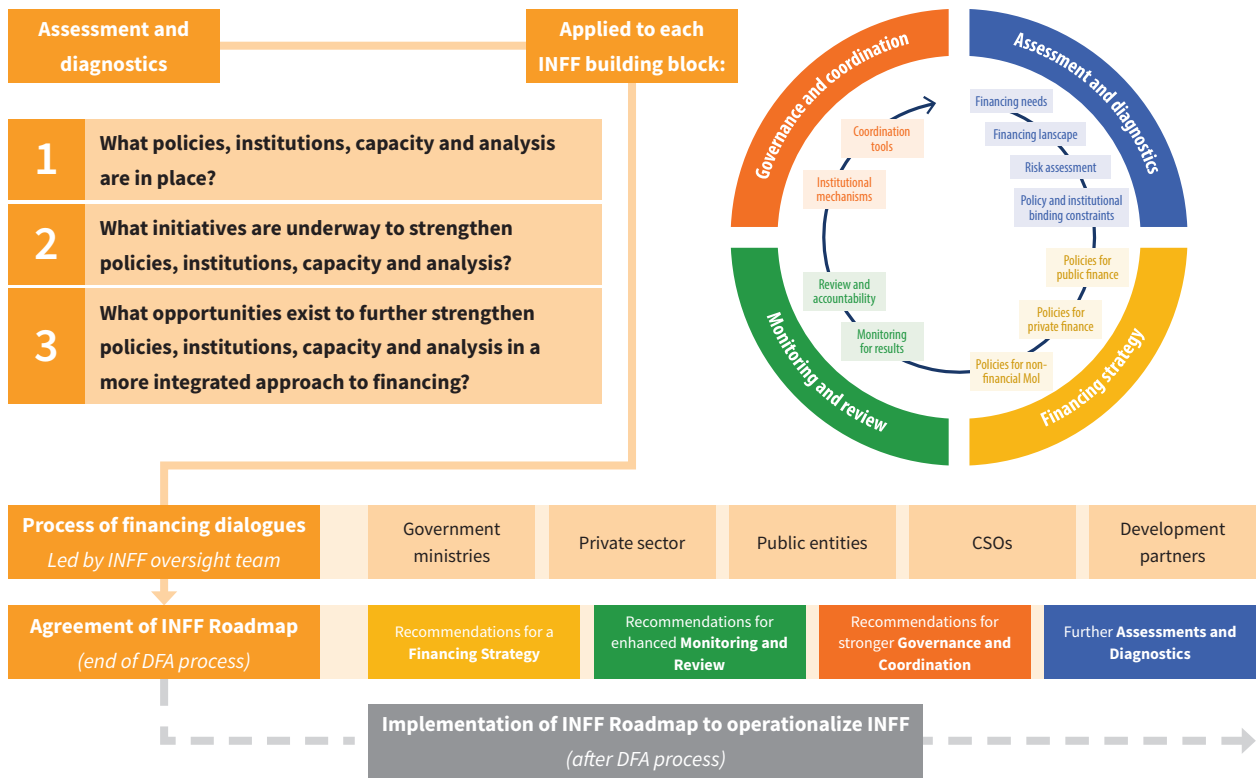 Assessment and
diagnostics
Applied to each
INFF building block:
1
What policies, institutions, capacity and analysis
are in place?
2
What initiatives are underway to strengthen
policies, institutions, capacity and analysis?
3
What opportunities exist to further strengthen
policies, institutions, capacity and analysis in a
more integrated approach to financing?
Governance and coordination
Assessment and diagnostics
Financing strategy
Monitoring and review
Financing needs
Financing lanscape
Risk assessment
Policy and institutional
binding constraints
Policies for
public finance
Policies for
private finance
Policies for non-
financial MoI
Monitoring
for results
Review and
accountability
Institutional
mechanisms
Coordination
tools
Process of financing dialogues
Led by INFF oversight team
Government
ministries
Private sector
Public entities
CSOs
Development
partners
Agreement of INFF Roadmap
(end of DFA process)
Recommendations for a
Financing Strategy
Recommendations for
enhanced Monitoring and
Review
Recommendations for
stronger Governance and
Coordination
Further Assessments and
Diagnostics
Implementation of INFF Roadmap to operationalize INFF
(after DFA process)